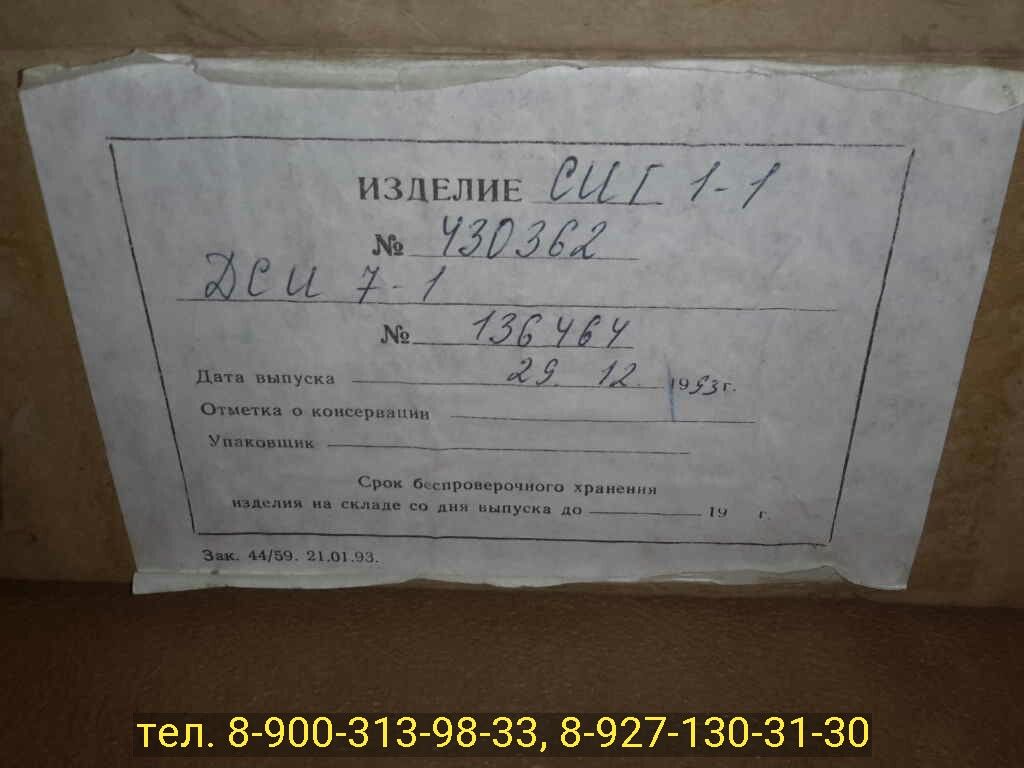 ИЗДЕЛИЕ СИГ 1-1
№ 430362
ДСИ 7-1
№ 136464
Дата выпуска 29. 12. 1993 г.
Отметка о консервации
Упаковщик
Срок беспроверочного хранения
изделия на складе со дня выпуска до 19 г.
Зак. 44/59. 21.01.93.
тел. 8-900-313-98-33, 8-927-130-31-30